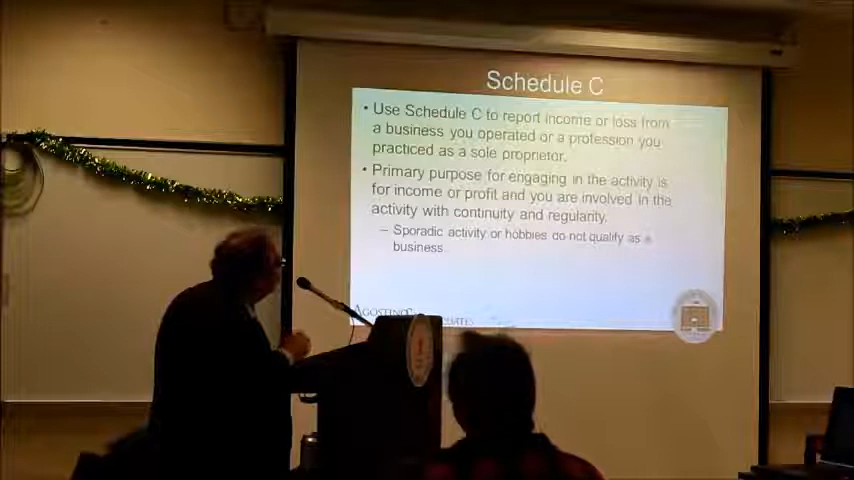 Schedule C
• Use Schedule C to report income or loss from
a business you operated or a profession you
practiced as a sole proprietor.
• Primary purpose for engaging in the activity is
for income or profit and you are involved in the
activity with continuity and regularity.
– Sporadic activity or hobbies do not qualify as a
business.
AGOSTINO